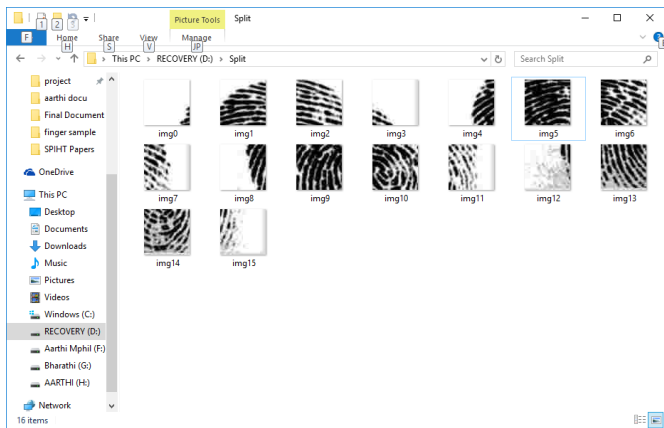 Picture Tools Split
1 2 3
F Home Share View Manage
H S V JP
This PC > RECOVERY (D:) > Split
Search Split
project
aarthi docu
Final Document
finger sample
SPIHT Papers
OneDrive
This PC
Desktop
Documents
Downloads
Music
Pictures
Videos
Windows (C:)
RECOVERY (D:)
Aarthi Mphil (F:)
Bharathi (G:)
AARTHI (H:)
Network
img0 img1 img2 img3 img4 img5 img6
img7 img8 img9 img10 img11 img12 img13
img14 img15
16 items